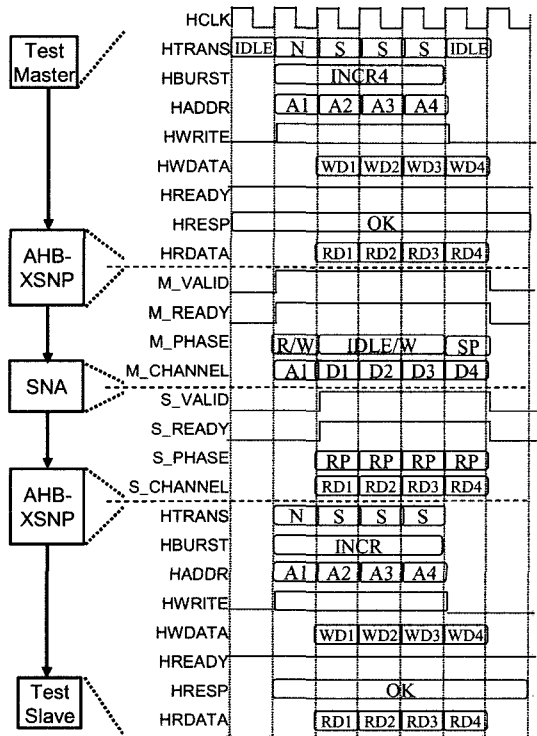 HCLK
Test Master
HTRANS IDLE N S S S IDLE
HBURST INCR4
HADDR A1 A2 A3 A4
HWRITE
HWDATA WD1 WD2 WD3 WD4
HREADY
HRESP OK
AHB-XSNP
HRDATA RD1 RD2 RD3 RD4
M_VALID
M_READY
M_PHASE R/W IDLE/W SP
SNA
M_CHANNEL A1 D1 D2 D3 D4
S_VALID
S_READY
S_PHASE RP RP RP RP
S_CHANNEL RD1 RD2 RD3 RD4
AHB-XSNP
HTRANS N S S S
HBURST INCR
HADDR A1 A2 A3 A4
HWRITE
HWDATA WD1 WD2 WD3 WD4
HREADY
Test Slave
HRESP OK
HRDATA RD1 RD2 RD3 RD4